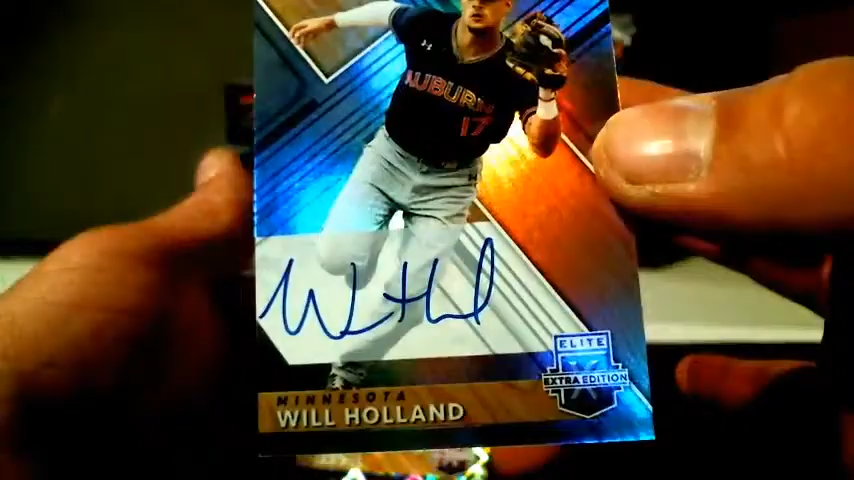 AUBURN
17
ELITE
EXTRA EDITION
MINNESOTA
WILL HOLLAND